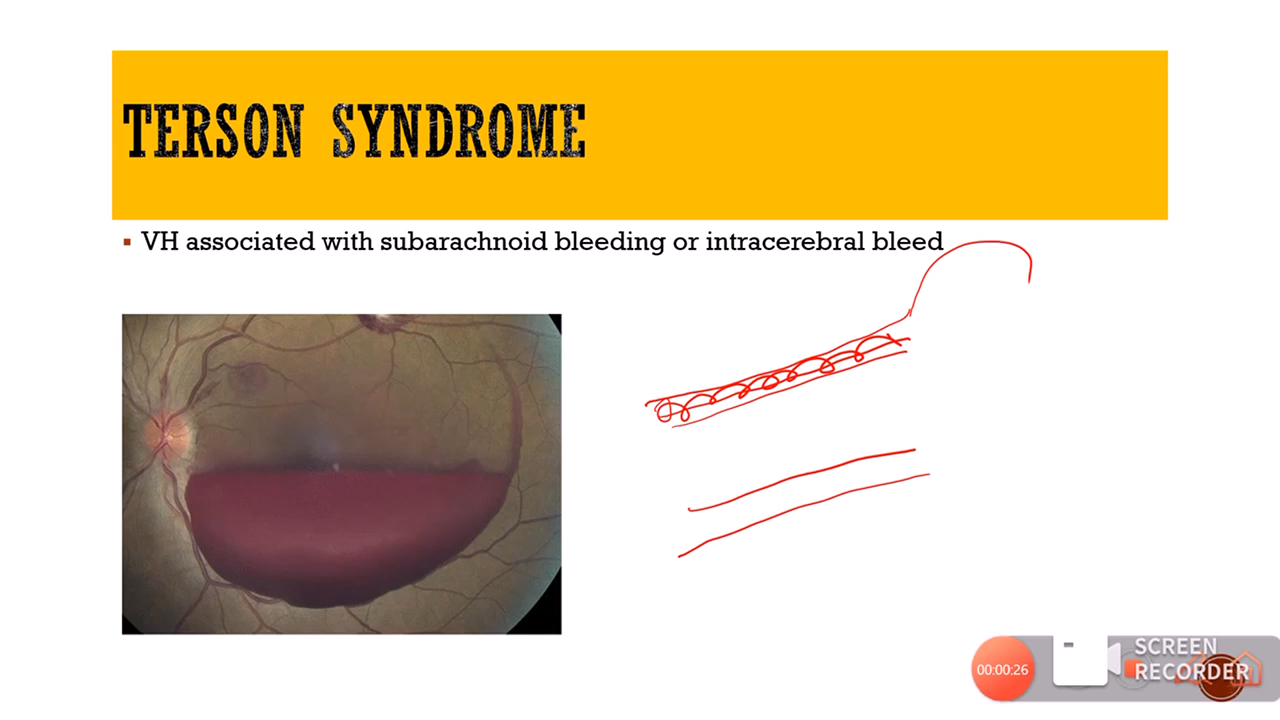 TERSON SYNDROME
VH associated with subarachnoid bleeding or intracerebral bleed
00:00:26
SCREEN
RECORDER